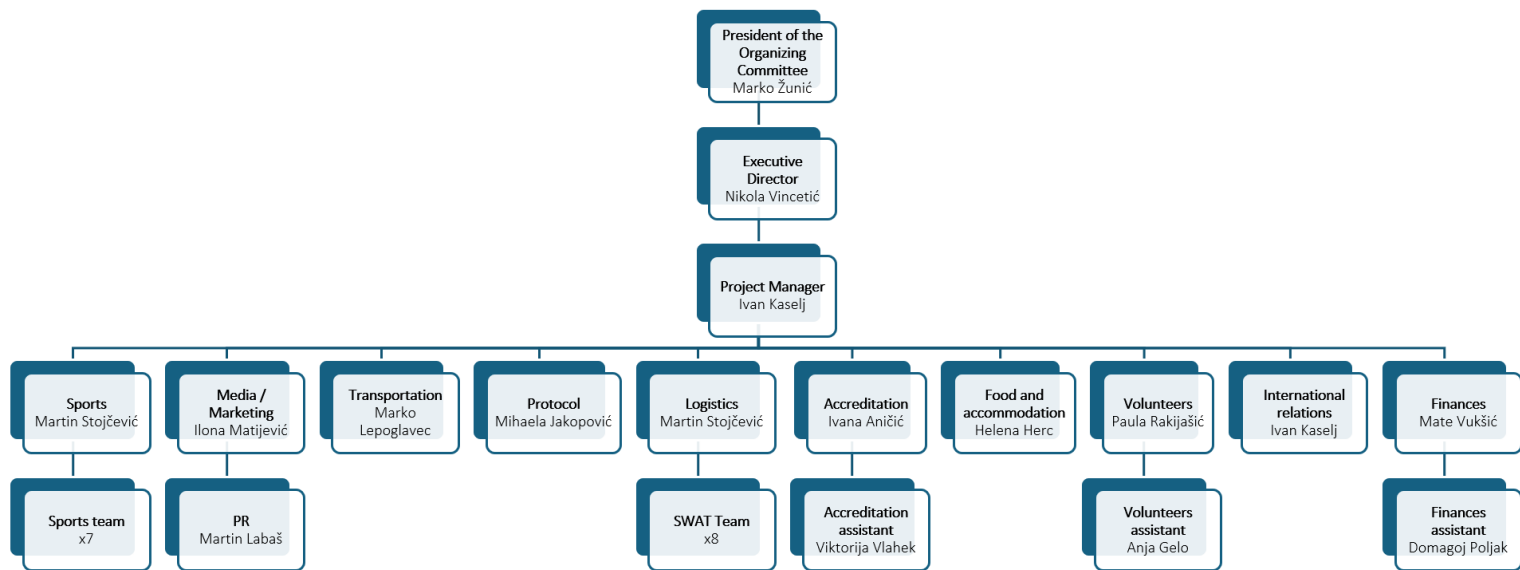 President of the
Organizing
Committee
Marko Žunić
Executive
Director
Nikola Vincetić
Project Manager
Ivan Kaselj
Sports
Martin Stojčević
Media /
Marketing
Ilona Matijević
Transportation
Marko
Lepoglavec
Protocol
Mihaela Jakopović
Logistics
Martin Stojčević
Accreditation
Ivana Aničić
Food and
accommodation
Helena Herc
Volunteers
Paula Rakijašić
International
relations
Ivan Kaselj
Finances
Mate Vukšić
Sports team
x7
PR
Martin Labaš
SWAT Team
x8
Accreditation
assistant
Viktorija Vlahek
Volunteers
assistant
Anja Gelo
Finances
assistant
Domagoj Poljak